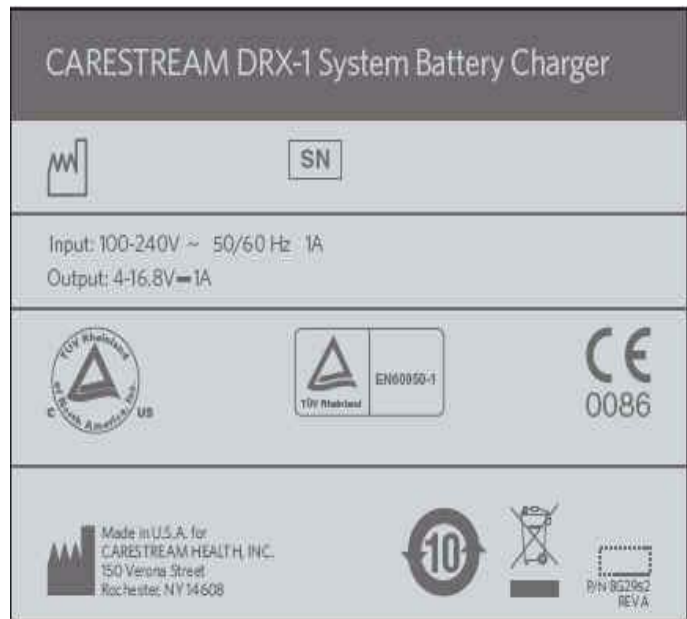 CARESTREAM DRX-1 System Battery Charger
SN
Input: 100-240V ~ 50/60 Hz 1A
Output: 4-16.8V⎓1A
TÜV Rheinland
of North America, Inc.
C US
TÜV Rheinland
EN60950-1
CE
0086
Made in U.S.A. for
CARESTREAM HEALTH, INC.
150 Verona Street
Rochester, NY 14608
10
P/N 8G2962
REV A